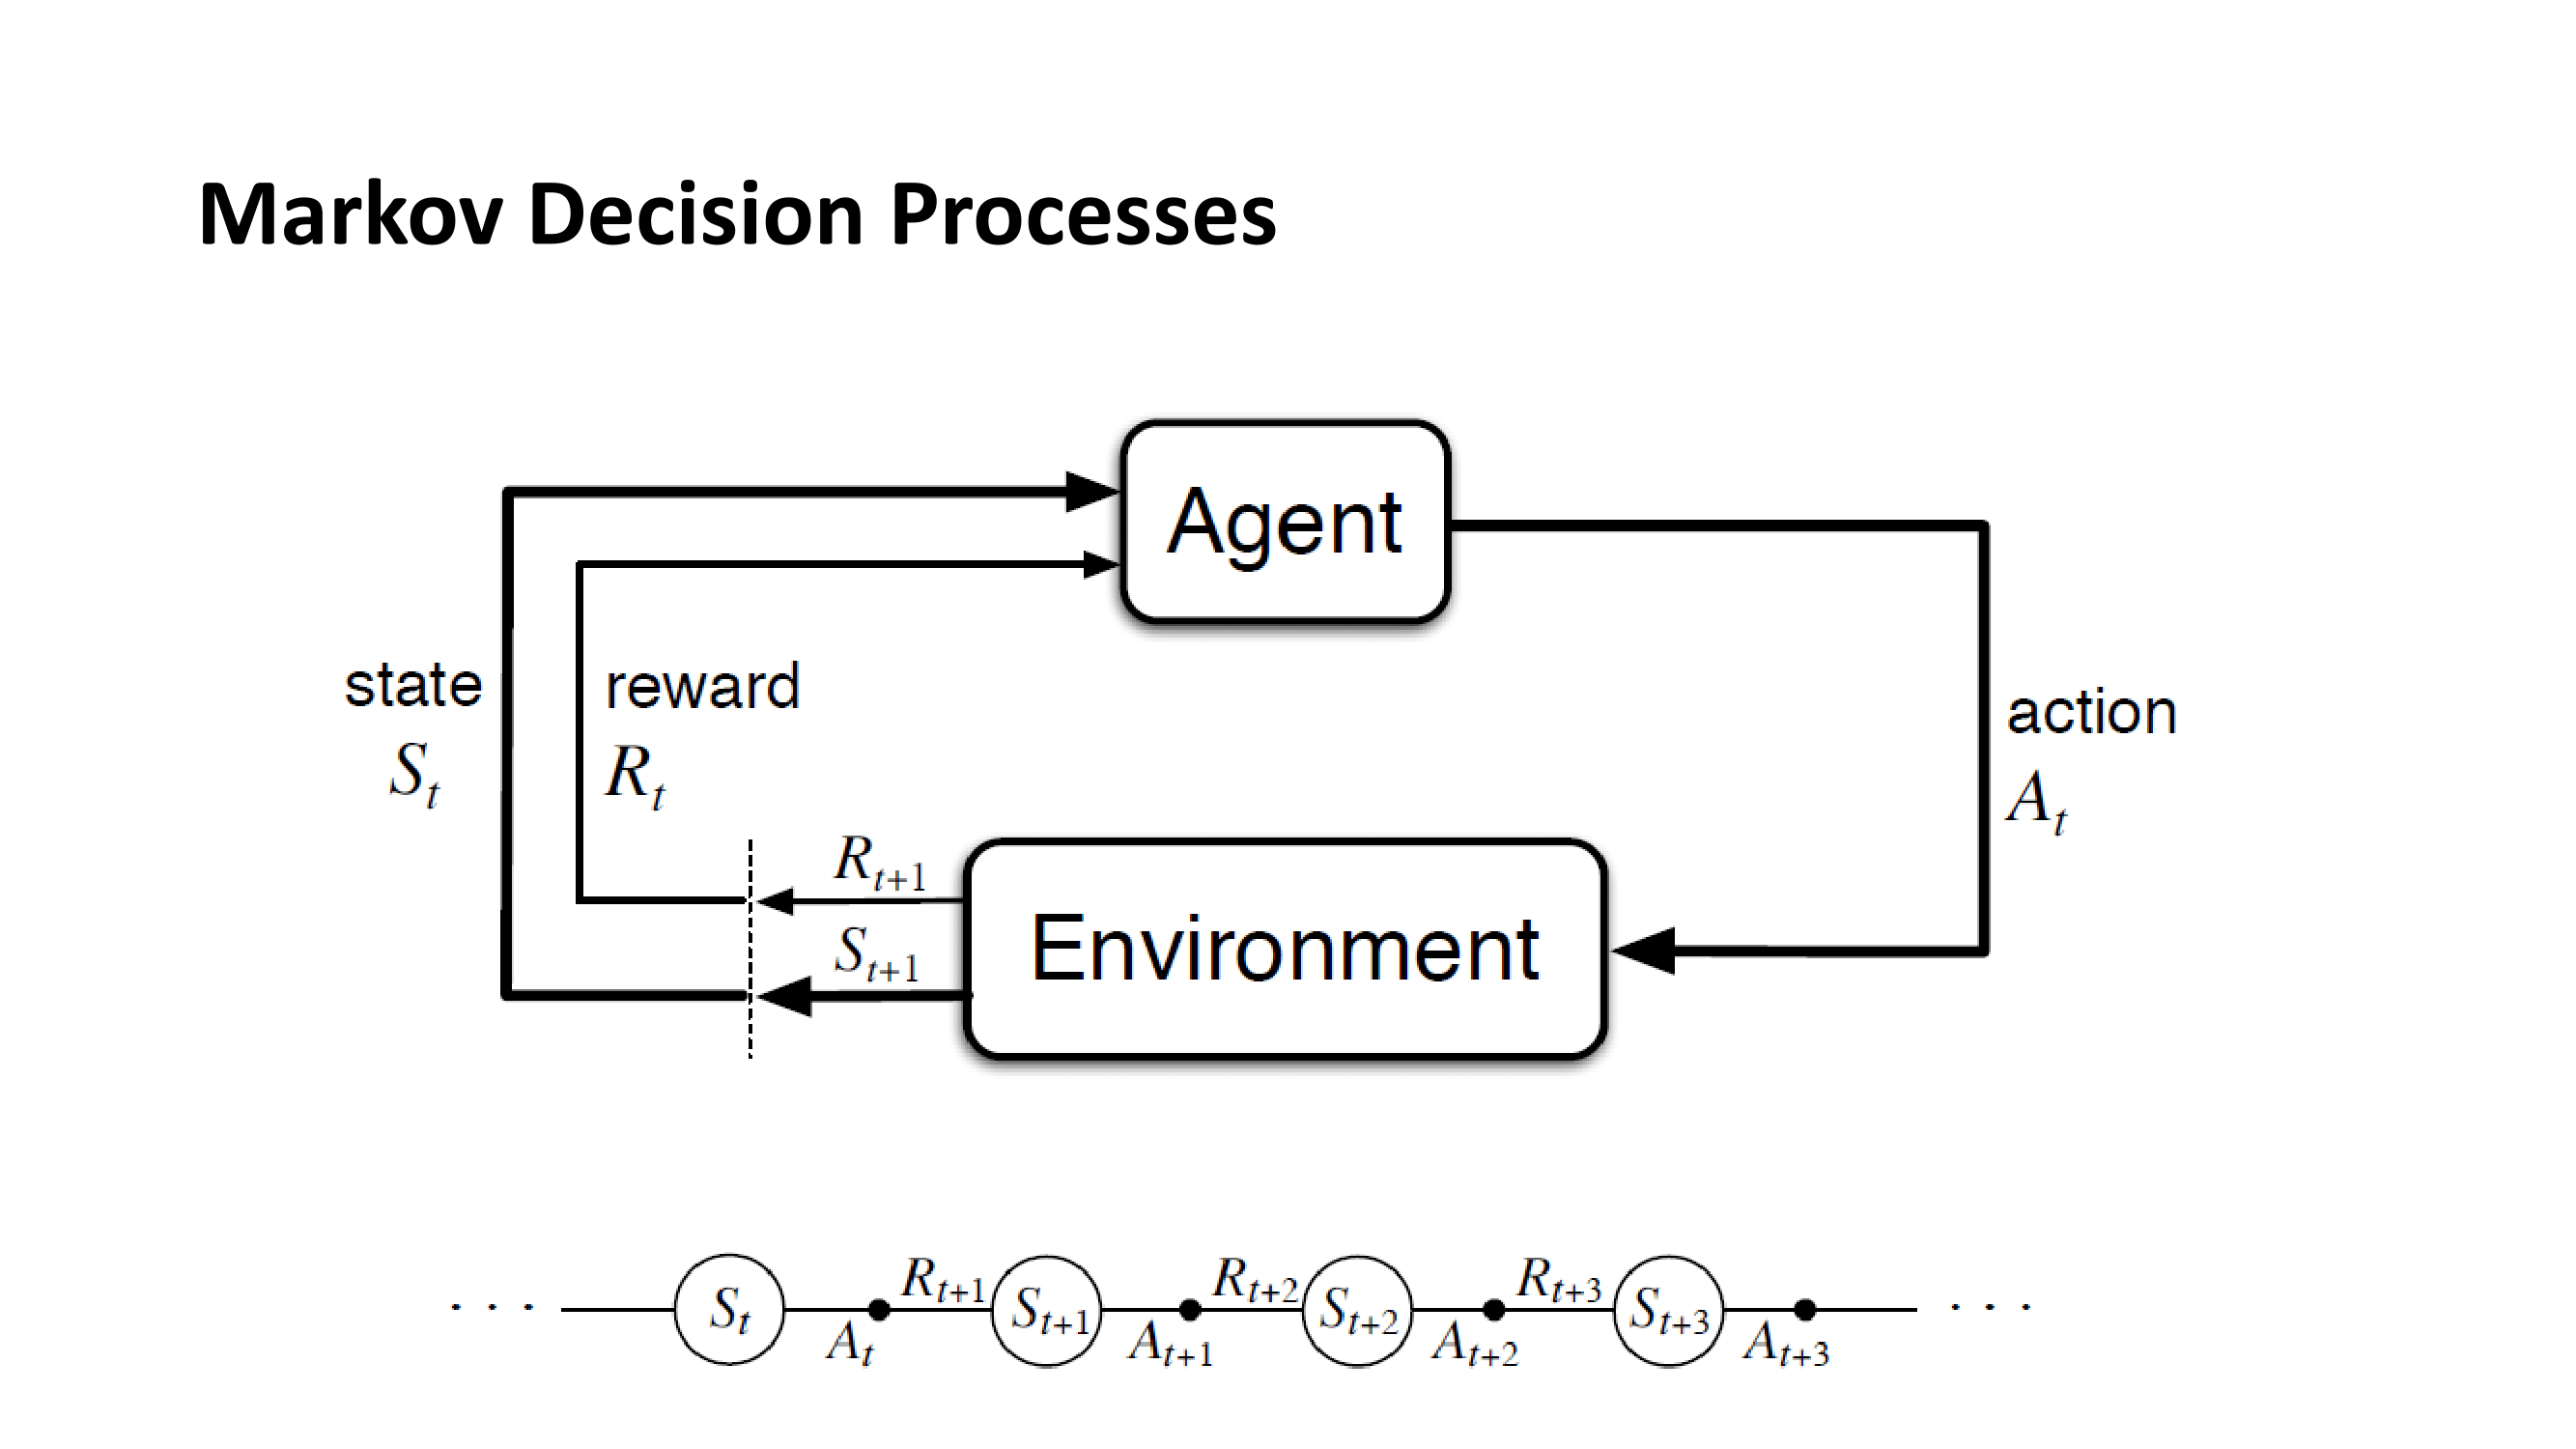 Markov Decision Processes
Agent
state
S_t
reward
R_t
action
A_t
R_{t+1}
S_{t+1}
Environment
· · · S_t A_t R_{t+1} S_{t+1} A_{t+1} R_{t+2} S_{t+2} A_{t+2} R_{t+3} S_{t+3} A_{t+3} · · ·